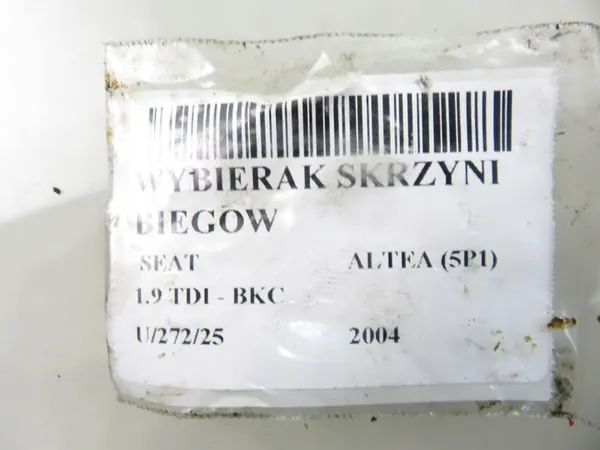 WYBIERAK SKRZYNI
BIEGOW
SEAT ALTEA (5P1)
1.9 TDI - BKC
U/272/25 2004